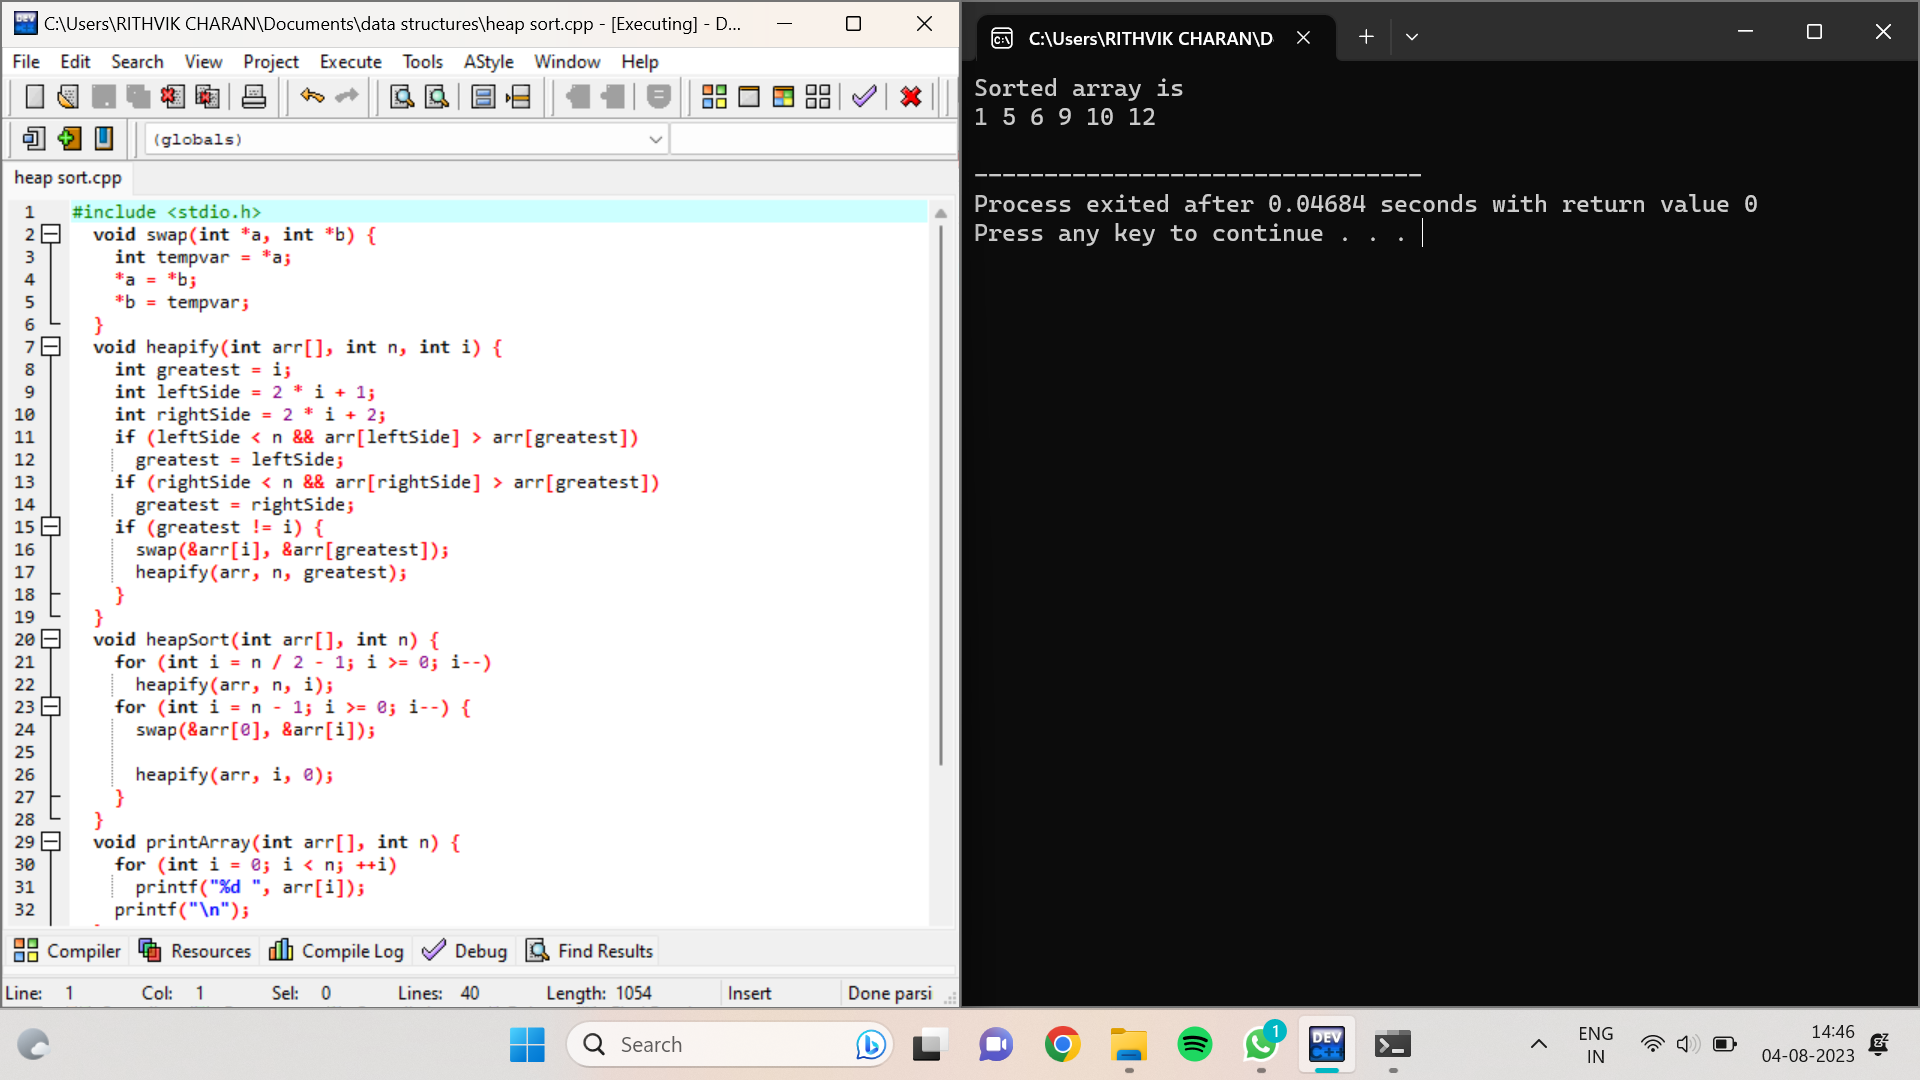 C:\Users\RITHVIK CHARAN\Documents\data structures\heap sort.cpp - [Executing] - D...
File Edit Search View Project Execute Tools AStyle Window Help
(globals)
heap sort.cpp
1 #include <stdio.h>
2 void swap(int *a, int *b) {
3 int tempvar = *a;
4 *a = *b;
5 *b = tempvar;
6 }
7 void heapify(int arr[], int n, int i) {
8 int greatest = i;
9 int leftSide = 2 * i + 1;
10 int rightSide = 2 * i + 2;
11 if (leftSide < n && arr[leftSide] > arr[greatest])
12 greatest = leftSide;
13 if (rightSide < n && arr[rightSide] > arr[greatest])
14 greatest = rightSide;
15 if (greatest != i) {
16 swap(&arr[i], &arr[greatest]);
17 heapify(arr, n, greatest);
18 }
19 }
20 void heapSort(int arr[], int n) {
21 for (int i = n / 2 - 1; i >= 0; i--)
22 heapify(arr, n, i);
23 for (int i = n - 1; i >= 0; i--) {
24 swap(&arr[0], &arr[i]);
25
26 heapify(arr, i, 0);
27 }
28 }
29 void printArray(int arr[], int n) {
30 for (int i = 0; i < n; ++i)
31 printf("%d ", arr[i]);
32 printf("\n");
Compiler Resources Compile Log Debug Find Results
Line: 1 Col: 1 Sel: 0 Lines: 40 Length: 1054 Insert Done parsi
C:\Users\RITHVIK CHARAN\D
Sorted array is
1 5 6 9 10 12
--------------------------------
Process exited after 0.04684 seconds with return value 0
Press any key to continue . . .
Search
1
DEV
C++
ENG
IN
14:46
04-08-2023